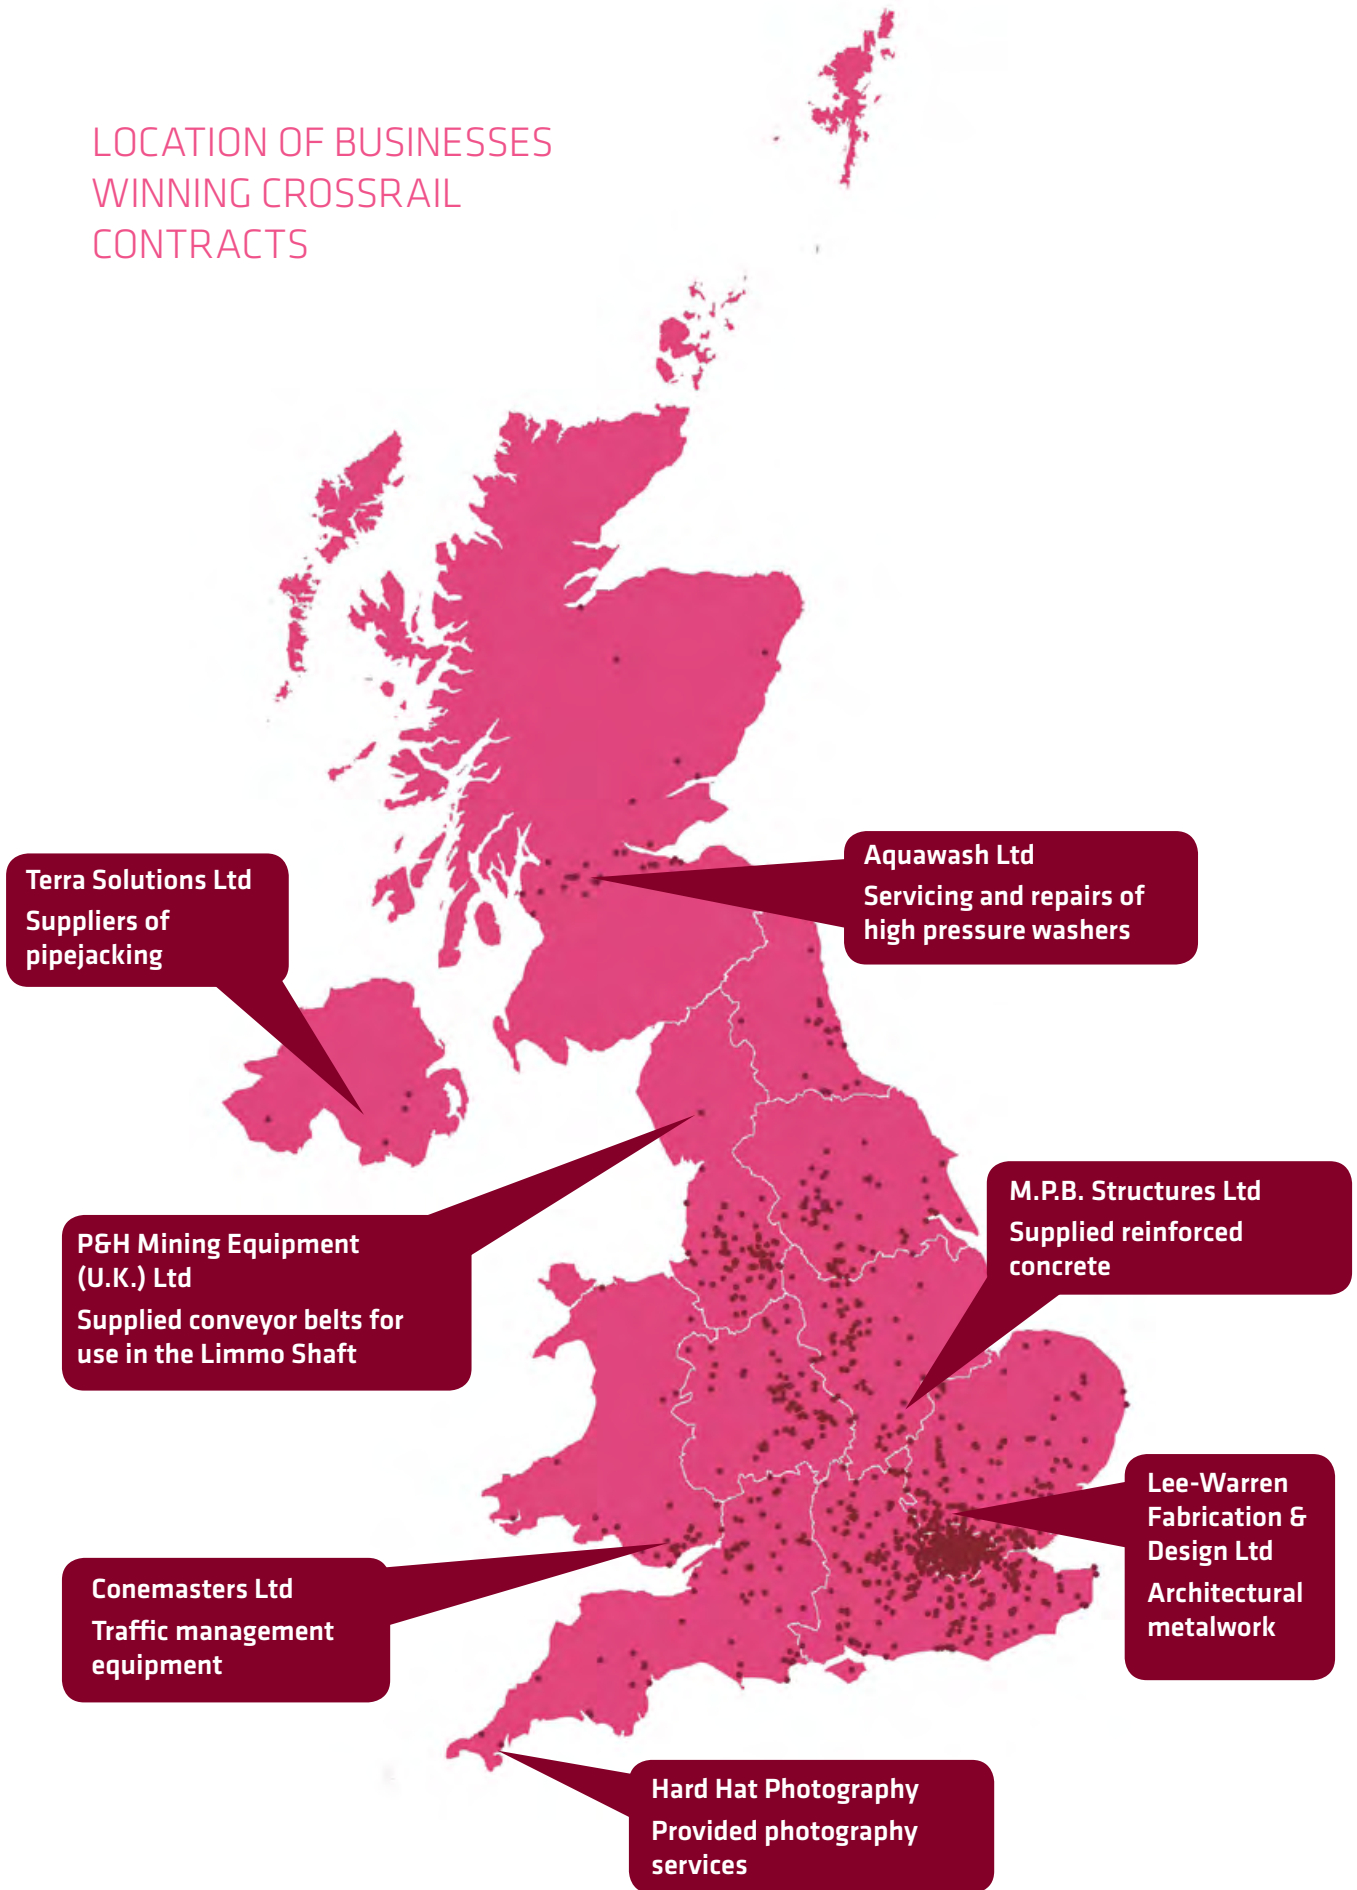 LOCATION OF BUSINESSES
WINNING CROSSRAIL
CONTRACTS
Terra Solutions Ltd
Suppliers of
pipejacking
Aquawash Ltd
Servicing and repairs of
high pressure washers
P&H Mining Equipment
(U.K.) Ltd
Supplied conveyor belts for
use in the Limmo Shaft
M.P.B. Structures Ltd
Supplied reinforced
concrete
Lee-Warren
Fabrication &
Design Ltd
Architectural
metalwork
Conemasters Ltd
Traffic management
equipment
Hard Hat Photography
Provided photography
services